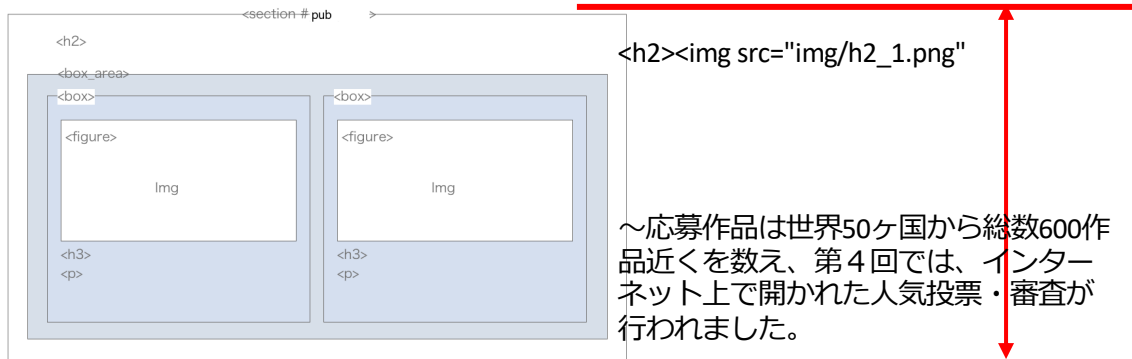 <section # pub >
<h2>
<box_area>
<box>
<figure>
Img
<h3>
<p>
<box>
<figure>
Img
<h3>
<p>
<h2><img src="img/h2_1.png"
～応募作品は世界50ヶ国から総数600作
品近くを数え、第４回では、インター
ネット上で開かれた人気投票・審査が
行われました。